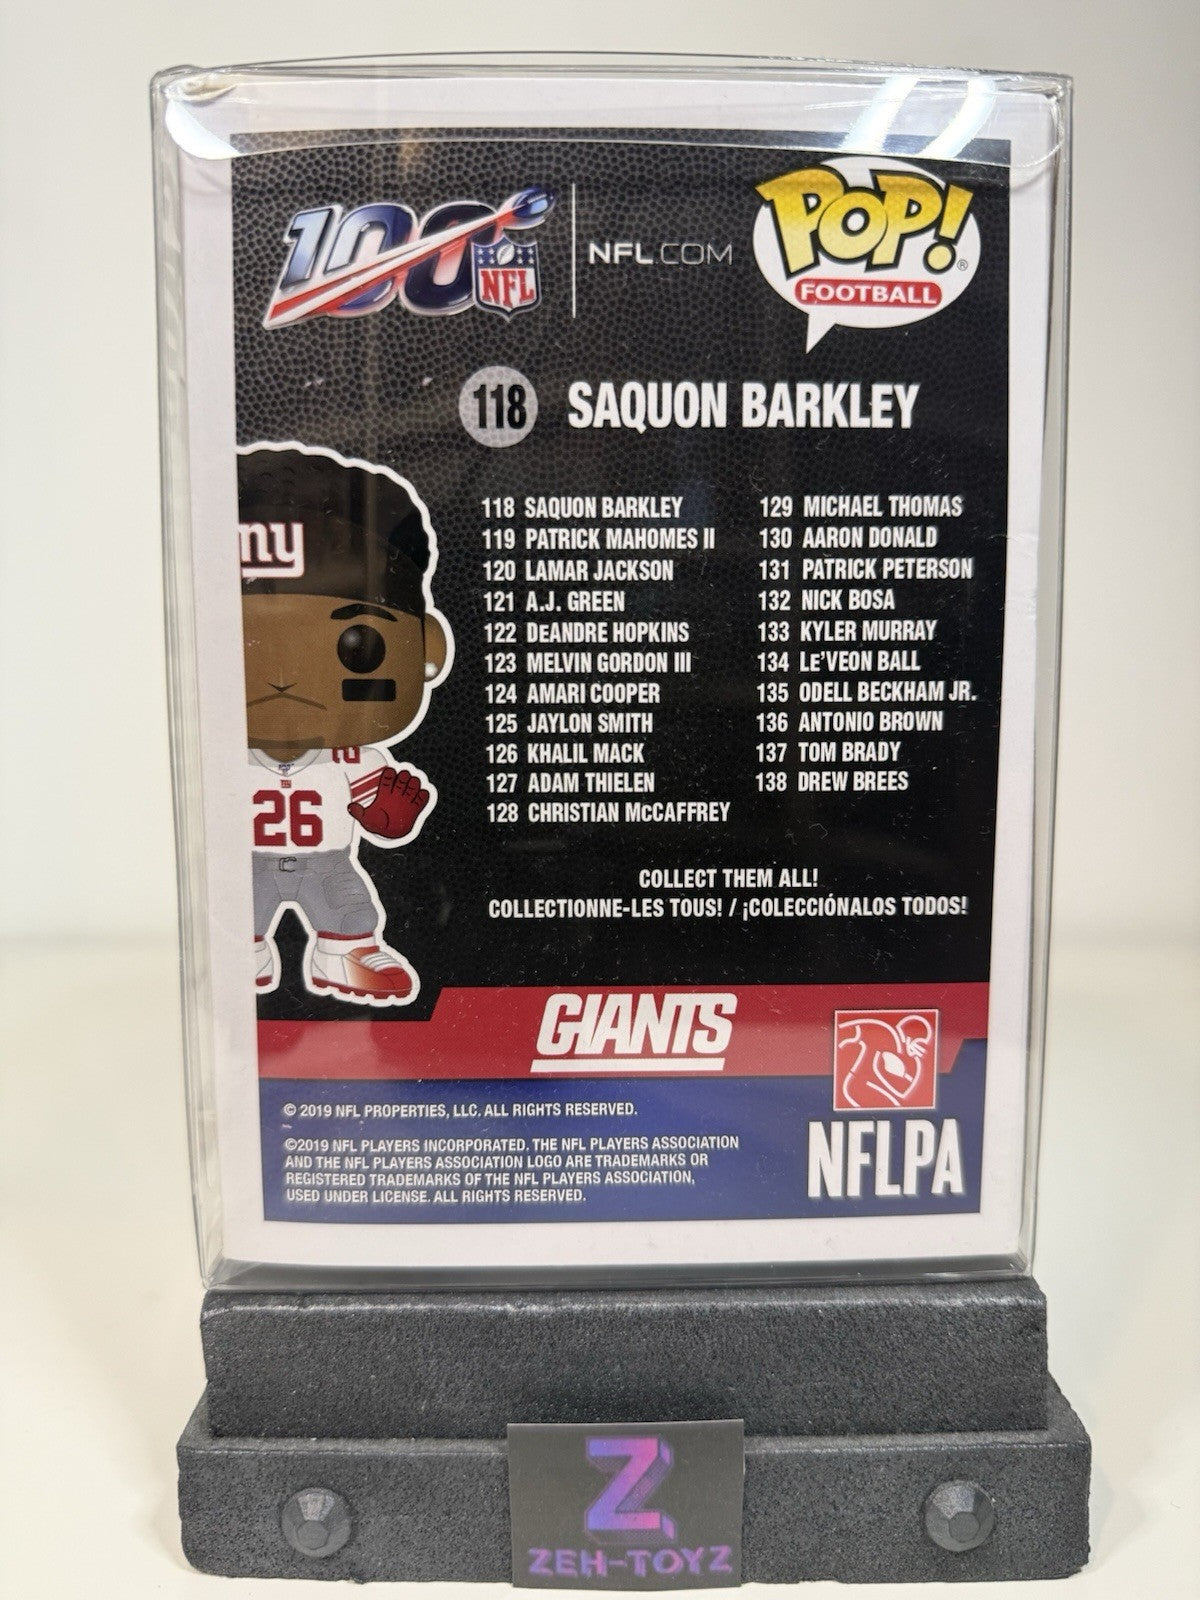 100
NFL
NFL.COM
POP!
®
FOOTBALL
118 SAQUON BARKLEY
118 SAQUON BARKLEY
119 PATRICK MAHOMES II
120 LAMAR JACKSON
121 A.J. GREEN
122 DeANDRE HOPKINS
123 MELVIN GORDON III
124 AMARI COOPER
125 JAYLON SMITH
126 KHALIL MACK
127 ADAM THIELEN
128 CHRISTIAN McCAFFREY
129 MICHAEL THOMAS
130 AARON DONALD
131 PATRICK PETERSON
132 NICK BOSA
133 KYLER MURRAY
134 Le'VEON BALL
135 ODELL BECKHAM JR.
136 ANTONIO BROWN
137 TOM BRADY
138 DREW BREES
ny
26
COLLECT THEM ALL!
COLLECTIONNE-LES TOUS! / ¡COLECCIÓNALOS TODOS!
GIANTS
© 2019 NFL PROPERTIES, LLC. ALL RIGHTS RESERVED.
©2019 NFL PLAYERS INCORPORATED. THE NFL PLAYERS ASSOCIATION
AND THE NFL PLAYERS ASSOCIATION LOGO ARE TRADEMARKS OR
REGISTERED TRADEMARKS OF THE NFL PLAYERS ASSOCIATION,
USED UNDER LICENSE. ALL RIGHTS RESERVED.
NFLPA
Z
ZEH-TOYZ